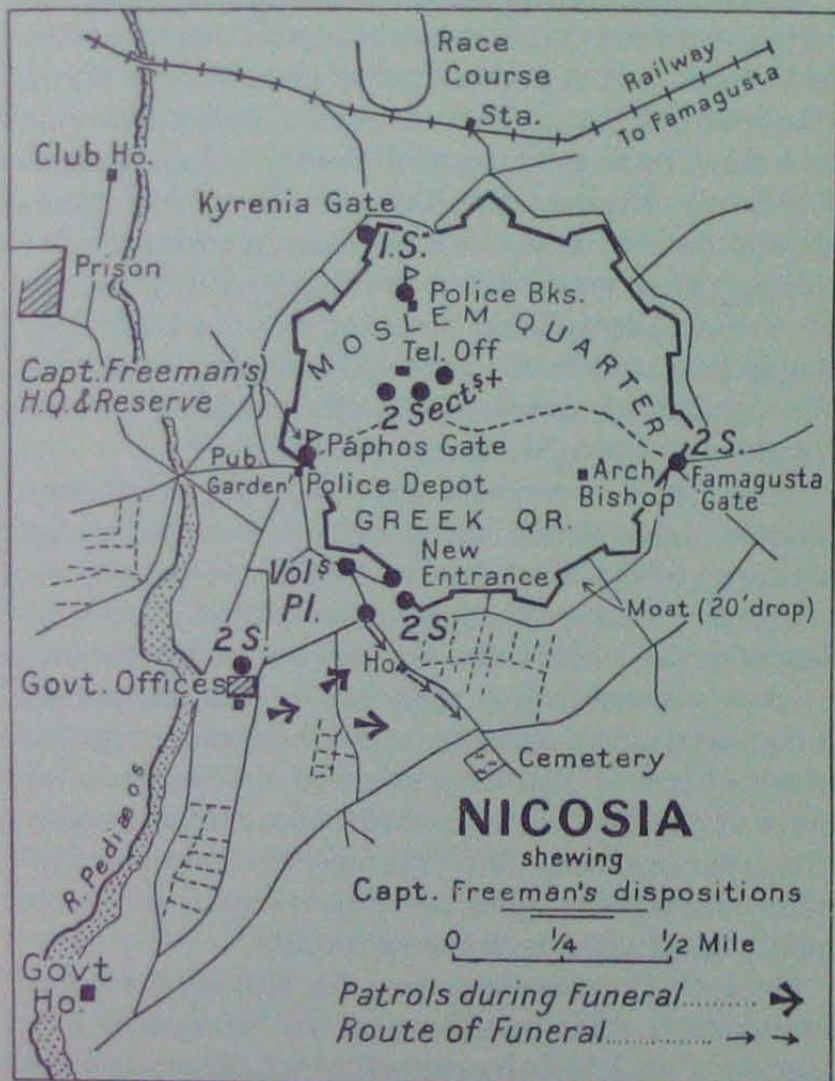 Race
Course
Railway
To Famagusta
Sta.
Club Ho.
Kyrenia Gate
1.S.
Prison
Police Bks.
MOSLEM QUARTER
Tel. Off
Capt. Freeman's
H.Q. & Reserve
2 Sectˢ+
2 S.
Páphos Gate
Pub
Garden
Police Depot
Arch
Bishop
Famagusta
Gate
GREEK QR.
New
Entrance
Volˢ
Pl.
Moat (20' drop)
2 S.
2 S
Ho.
Govt. Offices
Cemetery
R. Pediæos
NICOSIA
shewing
Capt. Freeman's dispositions
0 ¼ ½ Mile
Govt
Ho.
Patrols during Funeral..........
Route of Funeral..............